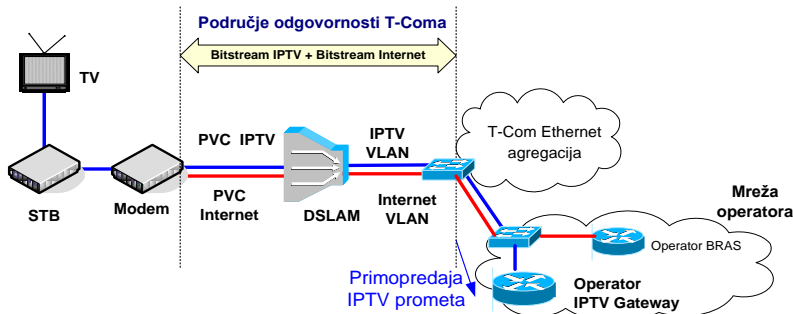 Područje odgovornosti T-Coma
Bitstream IPTV + Bitstream Internet
TV
PVC IPTV
IPTV
VLAN
T-Com Ethernet
agregacija
STB
Modem
PVC
Internet
DSLAM
Internet
VLAN
Mreža
operatora
Operator BRAS
Primopredaja
IPTV prometa
Operator
IPTV Gateway